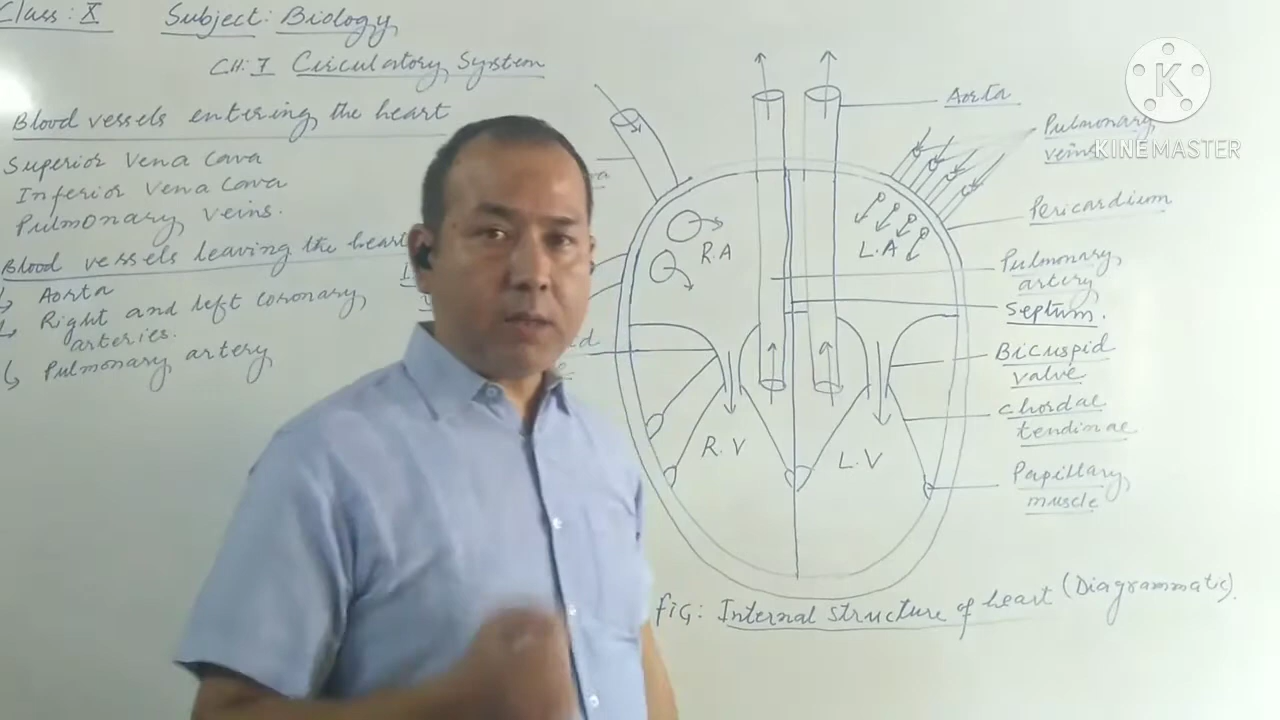 Class: X
Subject: Biology
CH: 7 Circulatory System
Blood vessels entering the heart
Superior Vena Cava
Inferior Vena Cava
Pulmonary veins.
Blood vessels leaving the heart
Aorta
Right and left coronary
arteries.
Pulmonary artery
Aorta
Pulmonary
veins
Pericardium
Pulmonary
artery
Septum.
Bicuspid
valve
Chordae
tendinae
Papillary
muscle
R.A
L.A
R.V
L.V
fig: Internal structure of heart (Diagrammatic).
K
KINEMASTER